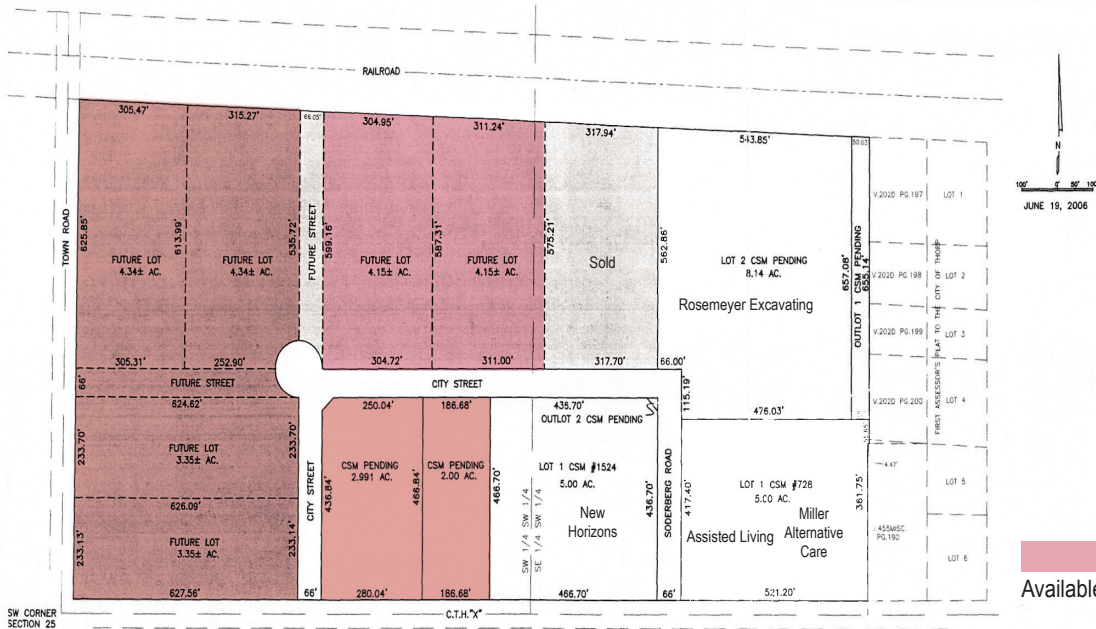 RAILROAD
N
100' 0' 50' 100
JUNE 19, 2006
305.47'
315.27'
66.05'
304.95'
311.24'
317.94'
543.85'
50.03'
TOWN ROAD
625.85'
613.99'
535.72'
FUTURE STREET
599.16'
587.31'
575.21'
562.86'
657.08'
OUTLOT 1 CSM PENDING
655.14'
FUTURE LOT
4.34± AC.
FUTURE LOT
4.34± AC.
FUTURE LOT
4.15± AC.
FUTURE LOT
4.15± AC.
Sold
LOT 2 CSM PENDING
8.14 AC.
Rosemeyer Excavating
V.202D PG.197
LOT 1
V.202D PG.198
LOT 2
V.202D PG.199
LOT 3
V.202D PG.200
LOT 4
FIRST ASSESSOR'S PLAT TO THE CITY OF THORP
305.31'
252.90'
304.72'
311.00'
317.70'
66.00'
66'
FUTURE STREET
CITY STREET
115.19'
624.62'
250.04'
186.68'
436.70'
OUTLOT 2 CSM PENDING
476.03'
233.70'
FUTURE LOT
3.35± AC.
233.70'
CITY STREET
436.84'
CSM PENDING
2.991 AC.
466.84'
CSM PENDING
2.00 AC.
466.70'
LOT 1 CSM #1524
5.00 AC.
New
Horizons
SW 1/4 SW 1/4
SE 1/4 SW 1/4
436.70'
SODERBERG ROAD
417.40'
LOT 1 CSM #728
5.00 AC.
Assisted Living
Miller
Alternative
Care
361.75'
4.47'
LOT 5
455MISC.
PG.190
LOT 6
626.09'
233.13'
FUTURE LOT
3.35± AC.
233.14'
627.56'
66'
280.04'
186.68'
466.70'
66'
521.20'
C.T.H."X"
SW CORNER
SECTION 25
Available